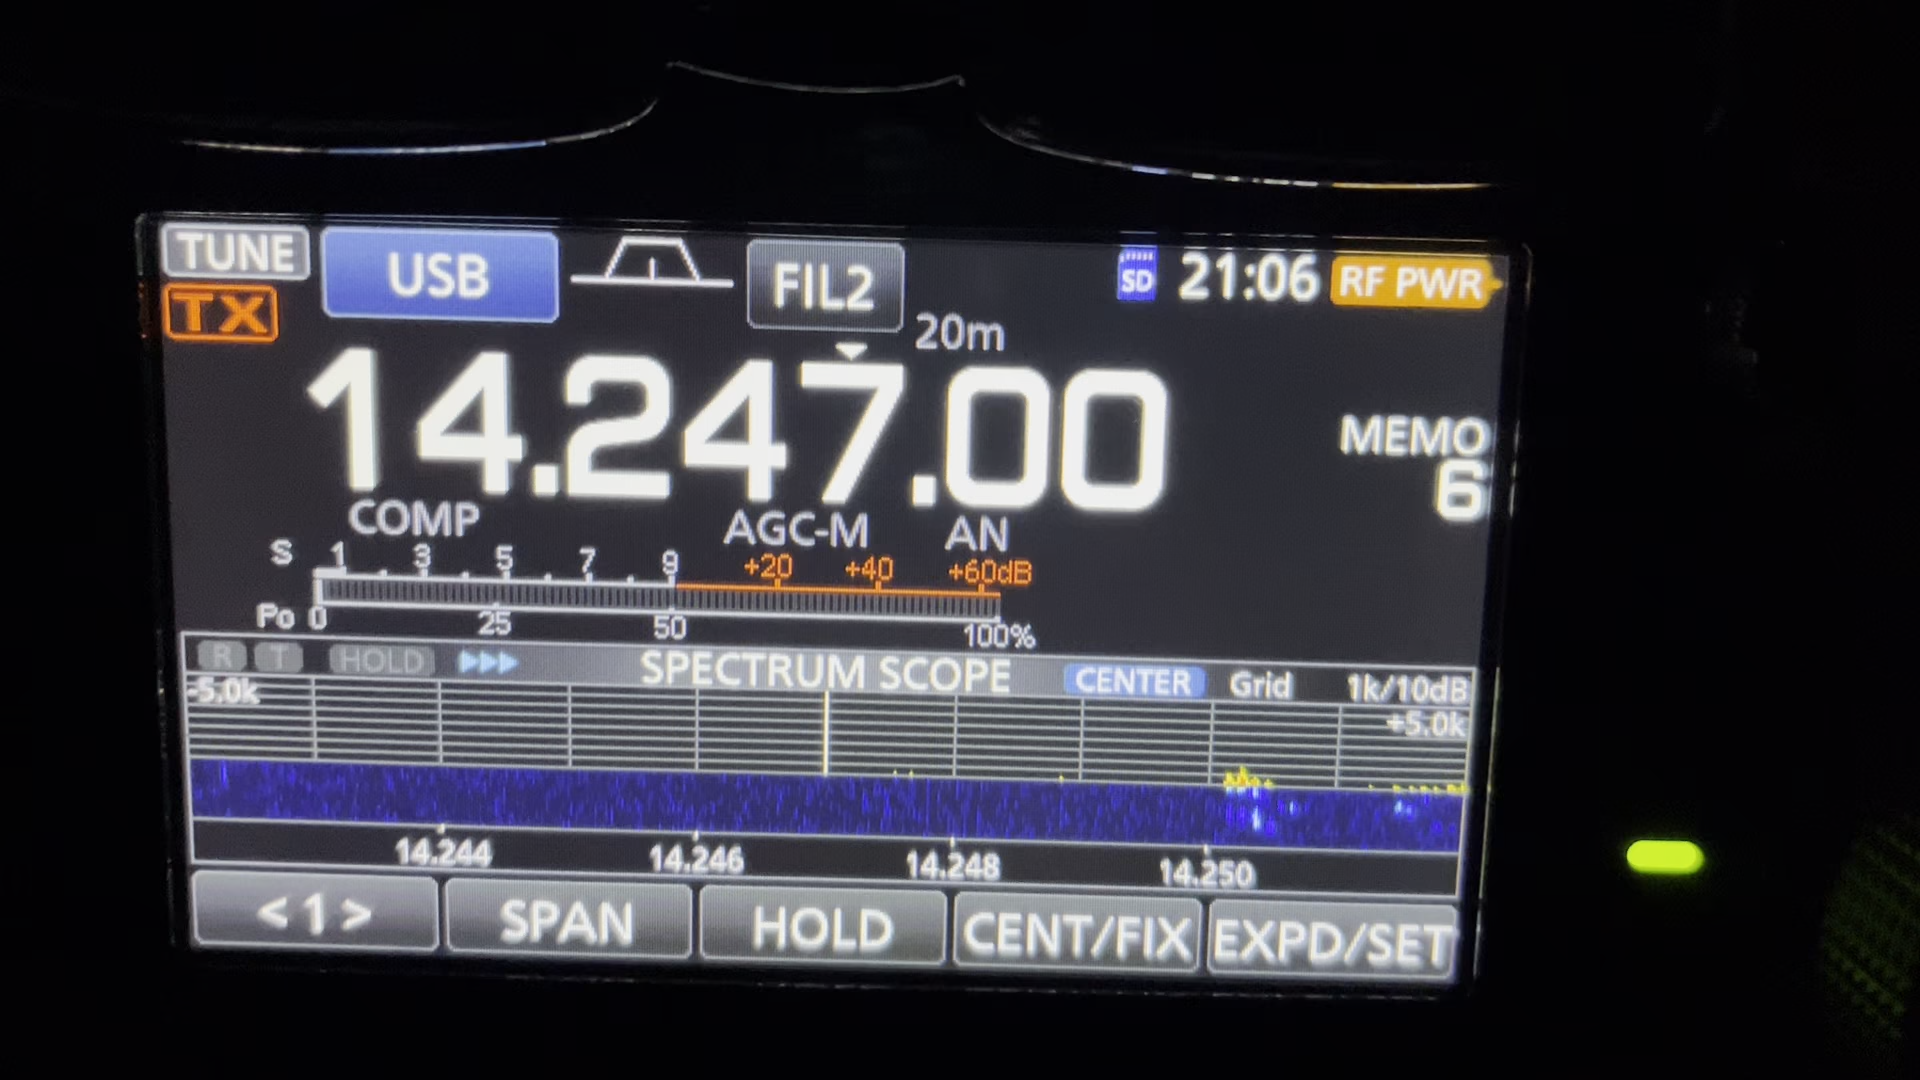 TUNE USB FIL2 SD 21:06 RF PWR
TX 20m
14.247.00
MEMO
6
COMP AGC-M AN
S 1 3 5 7 9 +20 +40 +60dB
Po 0 25 50 100%
R T HOLD SPECTRUM SCOPE CENTER Grid 1k/10dB
-5.0k +5.0k
14.244 14.246 14.248 14.250
<1> SPAN HOLD CENT/FIX EXPD/SET